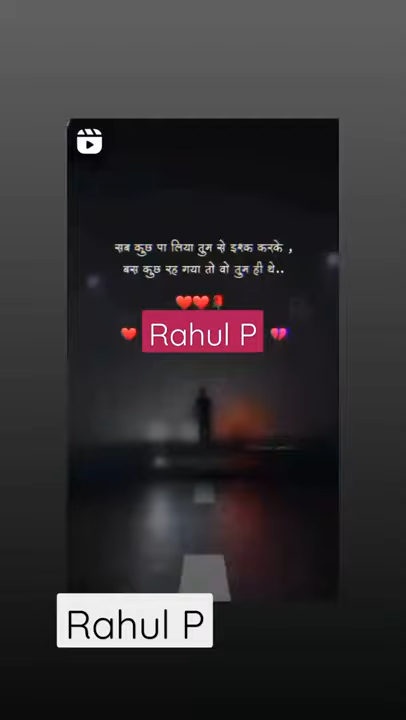 सब कुछ पा लिया तुम से इश्क करके ,
बस कुछ रह गया तो वो तुम ही थे..
❤️❤️🌹
❤️ Rahul P 💔
Rahul P